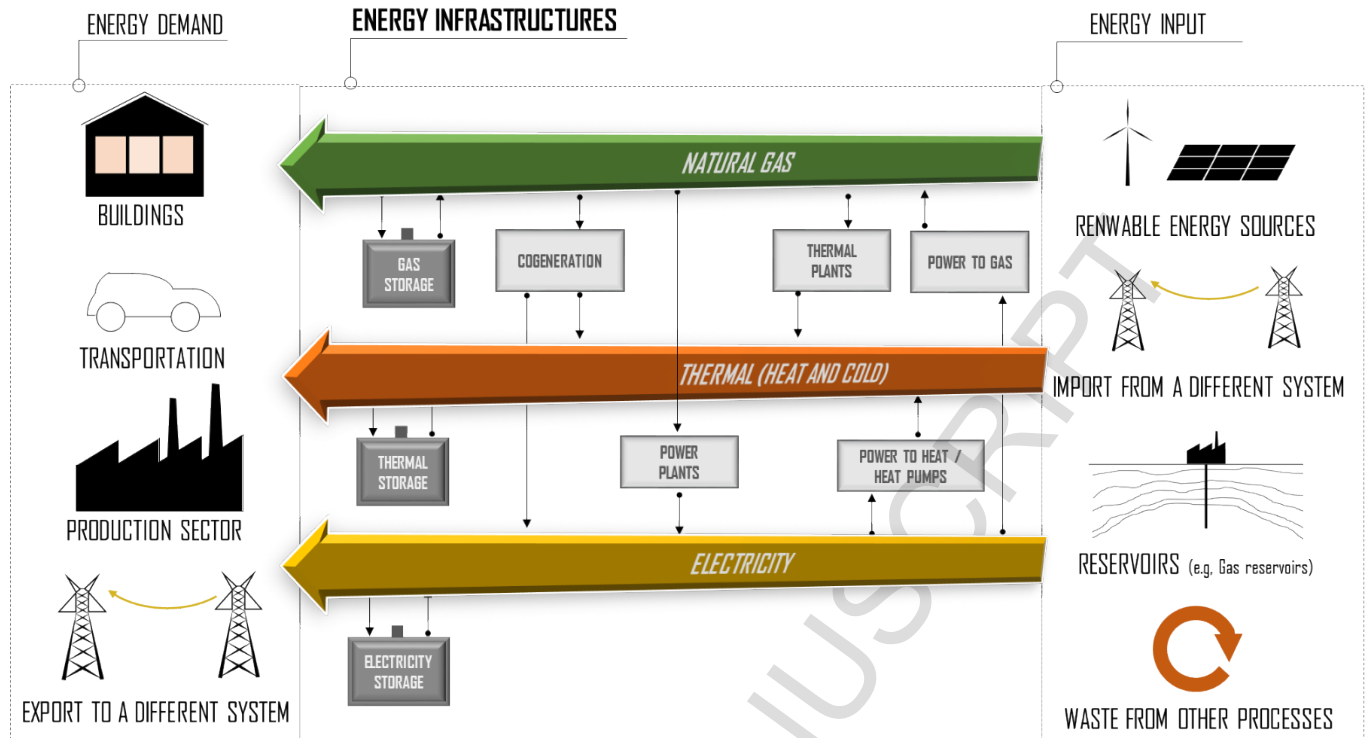 ENERGY DEMAND
ENERGY INFRASTRUCTURES
ENERGY INPUT
BUILDINGS
TRANSPORTATION
PRODUCTION SECTOR
EXPORT TO A DIFFERENT SYSTEM
NATURAL GAS
GAS
STORAGE
COGENERATION
THERMAL
PLANTS
POWER TO GAS
THERMAL (HEAT AND COLD)
THERMAL
STORAGE
POWER
PLANTS
POWER TO HEAT /
HEAT PUMPS
ELECTRICITY
ELECTRICITY
STORAGE
RENWABLE ENERGY SOURCES
IMPORT FROM A DIFFERENT SYSTEM
RESERVOIRS (e.g, Gas reservoirs)
WASTE FROM OTHER PROCESSES
USCRPT